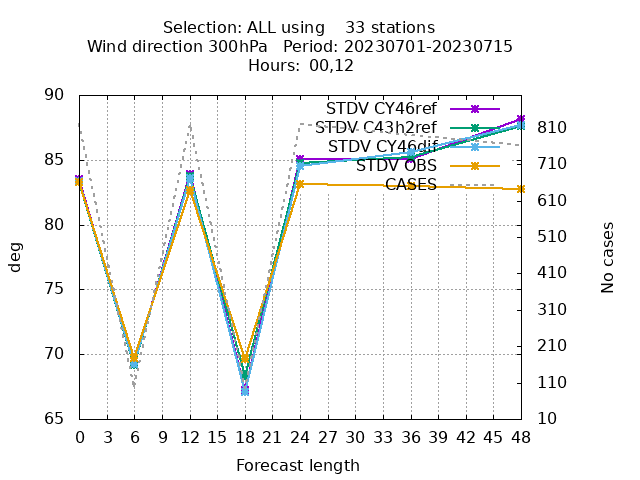 Selection: ALL using    33 stations
Wind direction 300hPa   Period: 20230701-20230715
Hours: 00,12
90
85
80
75
70
65
deg
STDV CY46ref
STDV C43h2ref
STDV CY46dif
STDV OBS
CASES
810
710
610
510
410
310
210
110
10
No cases
0 3 6 9 12 15 18 21 24 27 30 33 36 39 42 45 48
Forecast length